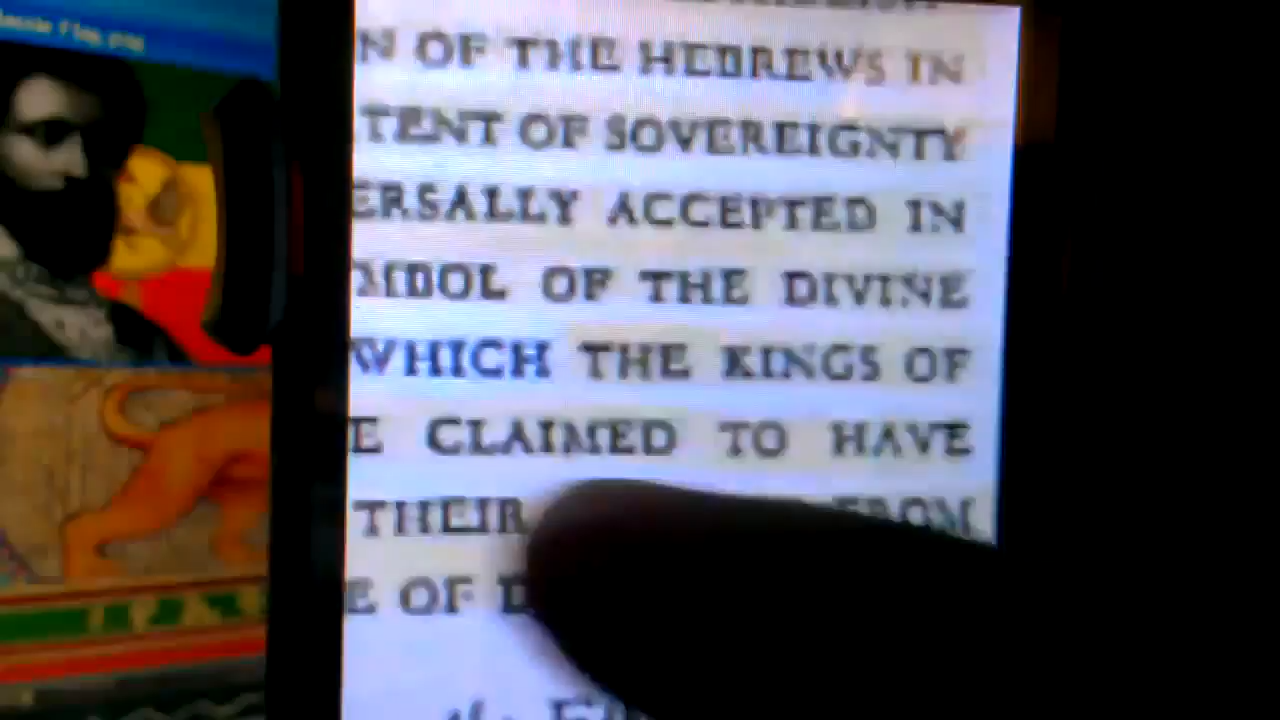 N OF THE HEBREWS IN
TENT OF SOVEREIGNTY
ERSALLY ACCEPTED IN
MBOL OF THE DIVINE
WHICH THE KINGS OF
E CLAIMED TO HAVE
THEIR FROM
E OF D